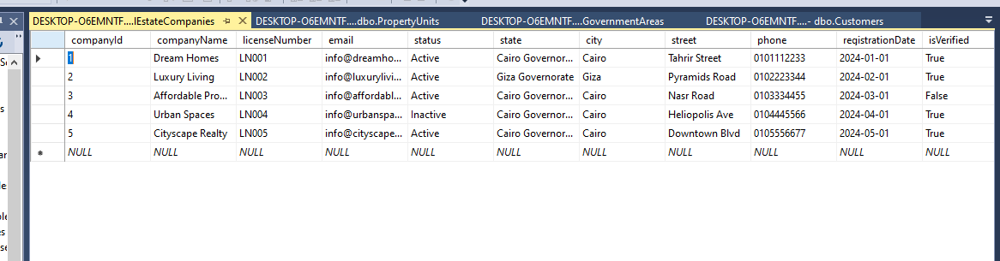 DESKTOP-O6EMNTF....lEstateCompanies DESKTOP-O6EMNTF....dbo.PropertyUnits DESKTOP-O6EMNTF....GovernmentAreas DESKTOP-O6EMNTF....- dbo.Customers
companyId companyName licenseNumber email status state city street phone registrationDate isVerified
1 Dream Homes LN001 info@dreamho... Active Cairo Governor... Cairo Tahrir Street 0101112233 2024-01-01 True
2 Luxury Living LN002 info@luxurylivi... Active Giza Governorate Giza Pyramids Road 0102223344 2024-02-01 True
3 Affordable Pro... LN003 info@affordabl... Active Cairo Governor... Cairo Nasr Road 0103334455 2024-03-01 False
4 Urban Spaces LN004 info@urbanspa... Inactive Cairo Governor... Cairo Heliopolis Ave 0104445566 2024-04-01 True
5 Cityscape Realty LN005 info@cityscape... Active Cairo Governor... Cairo Downtown Blvd 0105556677 2024-05-01 True
NULL NULL NULL NULL NULL NULL NULL NULL NULL NULL NULL